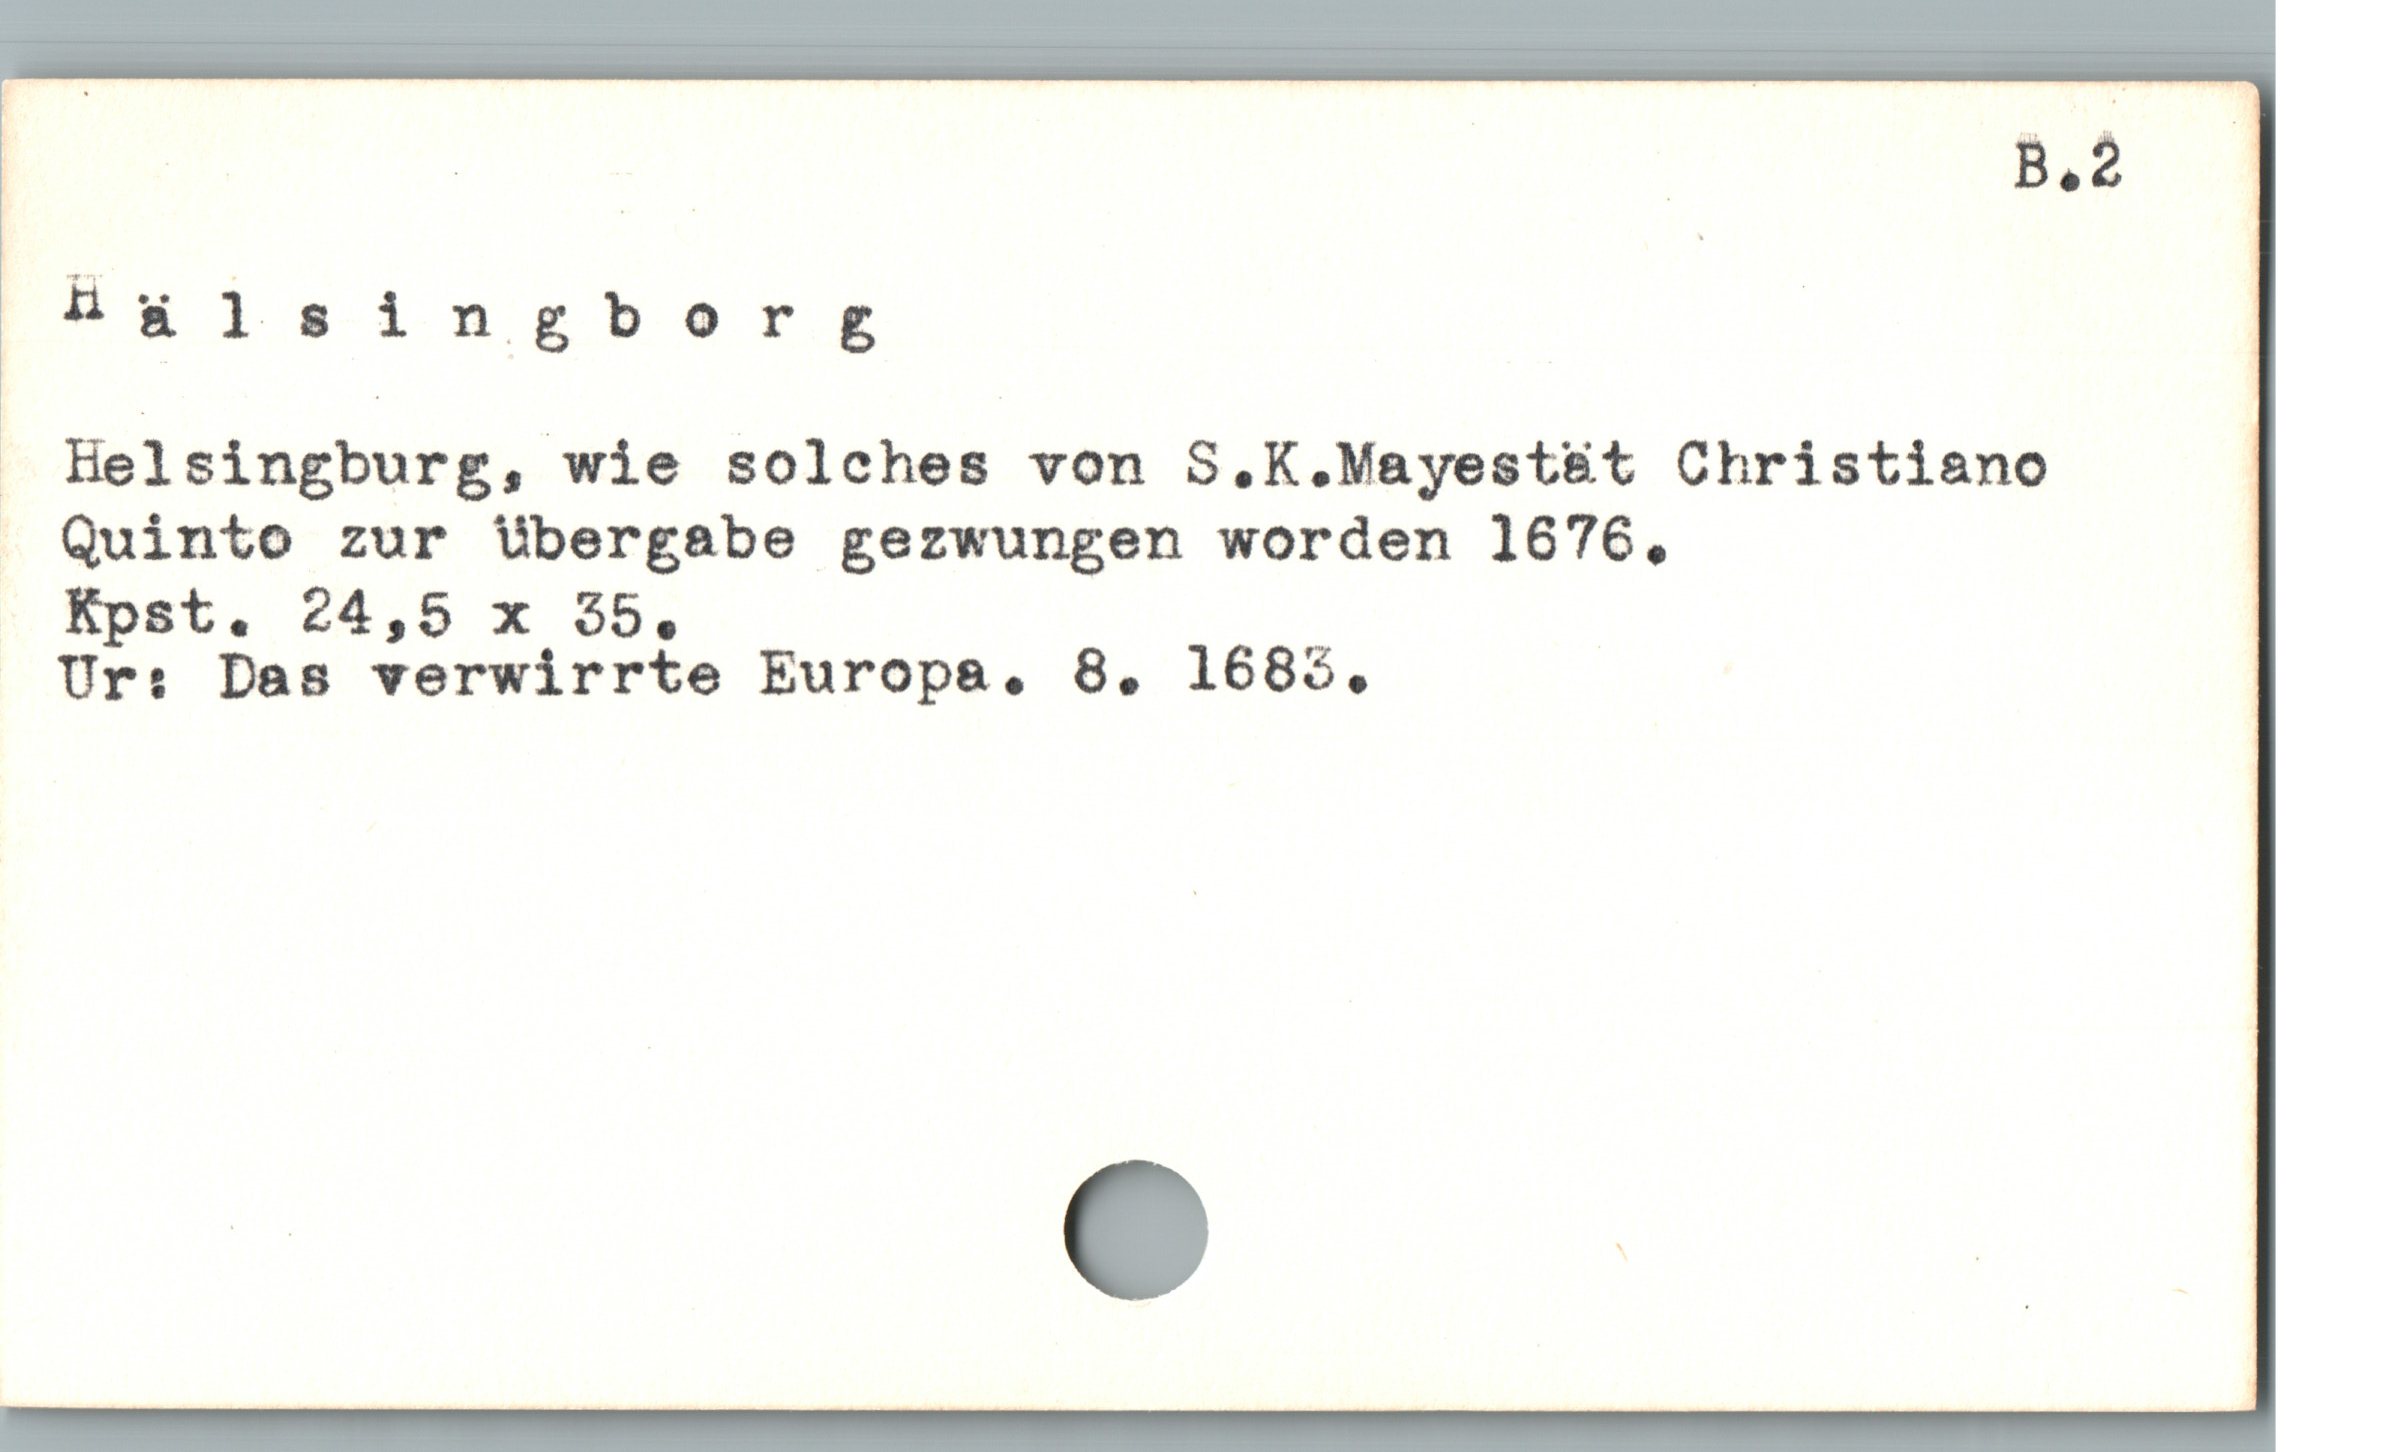 B.2
Hälsingborg
Helsingburg, wie solches von S.K.Mayestät Christiano
Quinto zur übergabe gezwungen worden 1676.
Kpst. 24,5 x 35.
Ur: Das verwirrte Europa. 8. 1683.